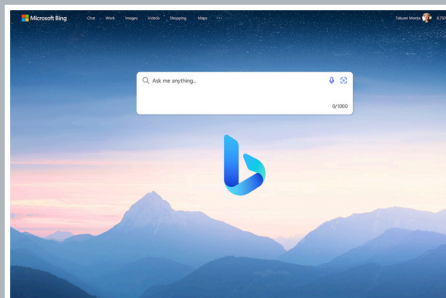 Microsoft Bing Chat Work Images Videos Shopping Maps ...
Ask me anything...
0/1000